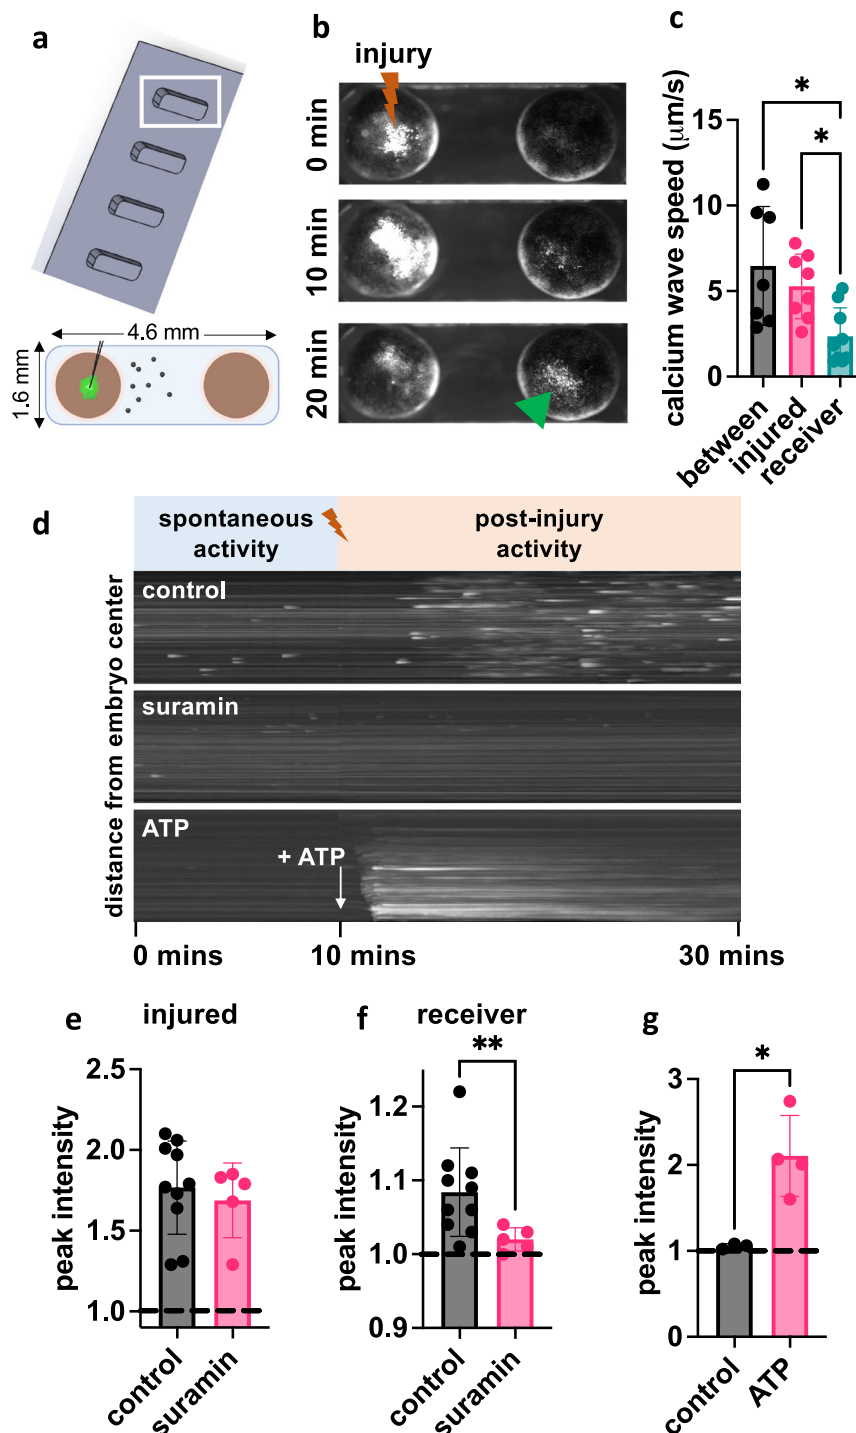 a
4.6 mm
1.6 mm
b
injury
0 min
10 min
20 min
c
calcium wave speed (µm/s)
15
10
5
0
*
*
between
injured
receiver
d
spontaneous
activity
post-injury
activity
distance from embryo center
control
suramin
ATP
+ ATP
0 mins
10 mins
30 mins
e
injured
peak intensity
2.5
2.0
1.5
1.0
control
suramin
f
receiver
**
peak intensity
1.2
1.1
1.0
0.9
control
suramin
g
*
peak intensity
3
2
1
0
control
ATP